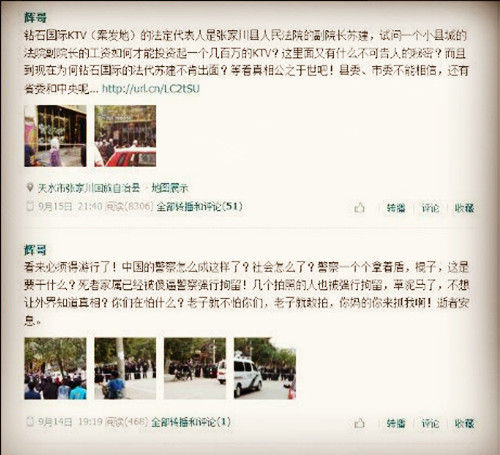 辉哥
钻石国际KTV（案发地）的法定代表人是张家川县人民法院的副院长苏建，试问一个小县城的
法院副院长的工资如何才能投资起一个几百万的KTV？这里面又有什么不可告人的秘密？而且
到现在为何钻石国际的法代苏建不肯出面？等着真相公之于世吧！县委、市委不能相信，还有
省委和中央呢... http://url.cn/LC2tSU
天水市张家川回族自治县 - 地图展示
9月15日 21:40 阅读(8306) 全部转播和评论(51)
转播 评论 收藏
辉哥
看来必须得游行了！中国的警察怎么成这样了？社会怎么了？警察一个个拿着盾，棍子，这是
要干什么？死者家属已经被傻逼警察强行拘留！几个拍照的人也被强行拘留，草泥马了，不想
让外界知道真相？你们在怕什么？老子就不怕你们，老子就敢拍，你妈的你来抓我啊！逝者安
息。
9月14日 19:19 阅读(468) 全部转播和评论(1)
转播 评论 收藏